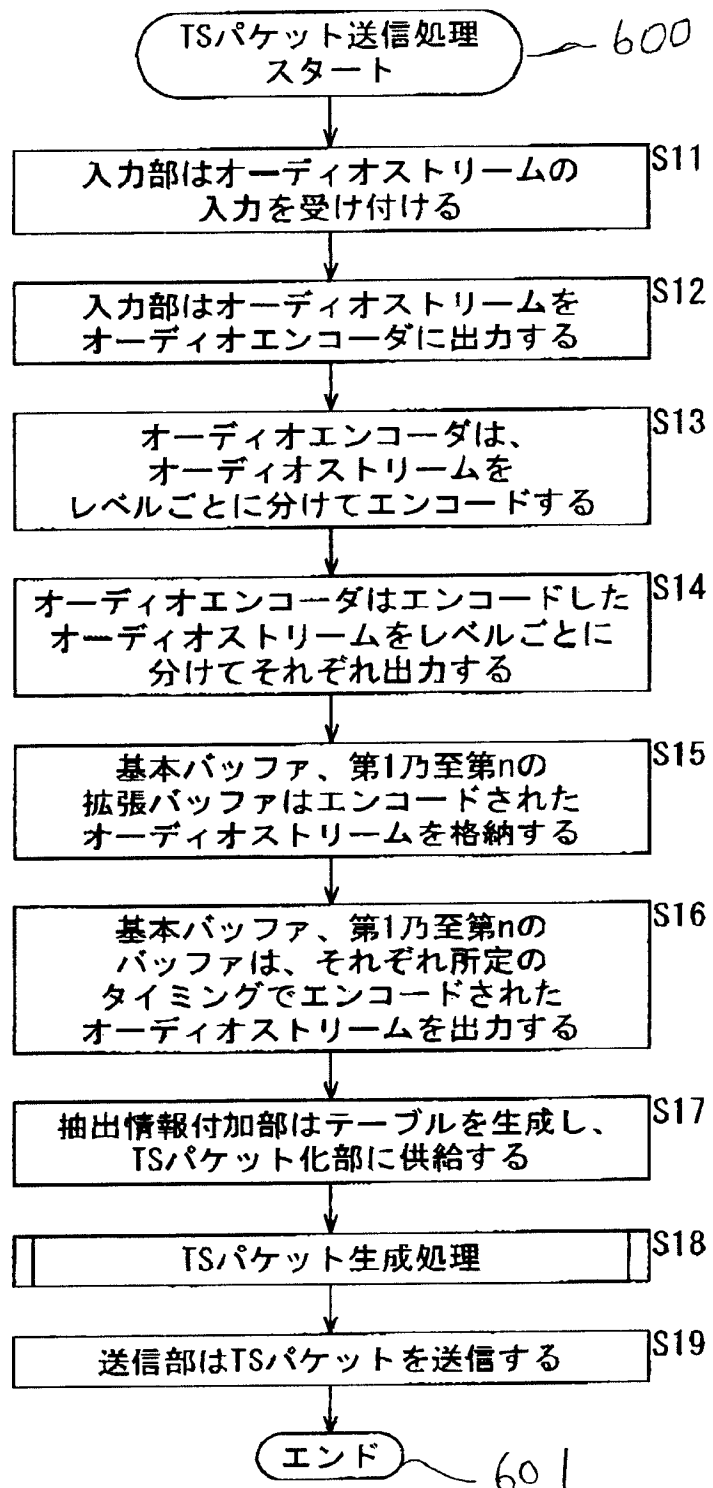 TSパケット送信処理
スタート
600
S11
入力部はオーディオストリームの
入力を受け付ける
S12
入力部はオーディオストリームを
オーディオエンコーダに出力する
S13
オーディオエンコーダは、
オーディオストリームを
レベルごとに分けてエンコードする
S14
オーディオエンコーダはエンコードした
オーディオストリームをレベルごとに
分けてそれぞれ出力する
S15
基本バッファ、第1乃至第nの
拡張バッファはエンコードされた
オーディオストリームを格納する
S16
基本バッファ、第1乃至第nの
バッファは、それぞれ所定の
タイミングでエンコードされた
オーディオストリームを出力する
S17
抽出情報付加部はテーブルを生成し、
TSパケット化部に供給する
S18
TSパケット生成処理
S19
送信部はTSパケットを送信する
エンド
601